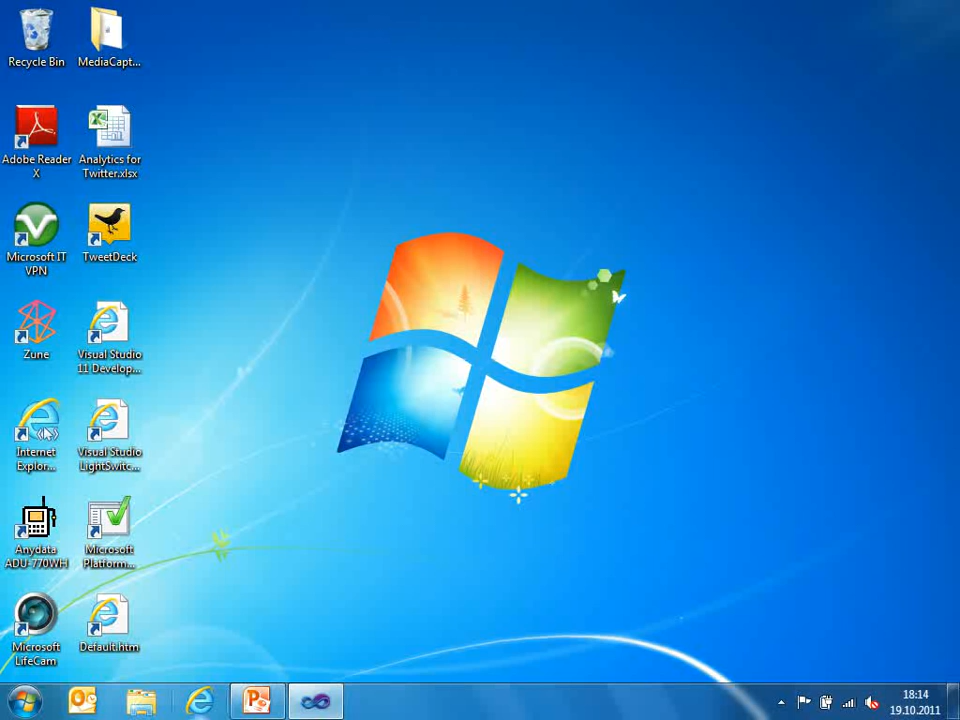 Recycle Bin
MediaCapt...
Adobe Reader
X
Analytics for
Twitter.xlsx
Microsoft IT
VPN
TweetDeck
Zune
Visual Studio
11 Develop...
Internet
Explor...
Visual Studio
LightSwitc...
Anydata
ADU-770WH
Microsoft
Platform...
Microsoft
LifeCam
Default.htm
18:14
19.10.2011